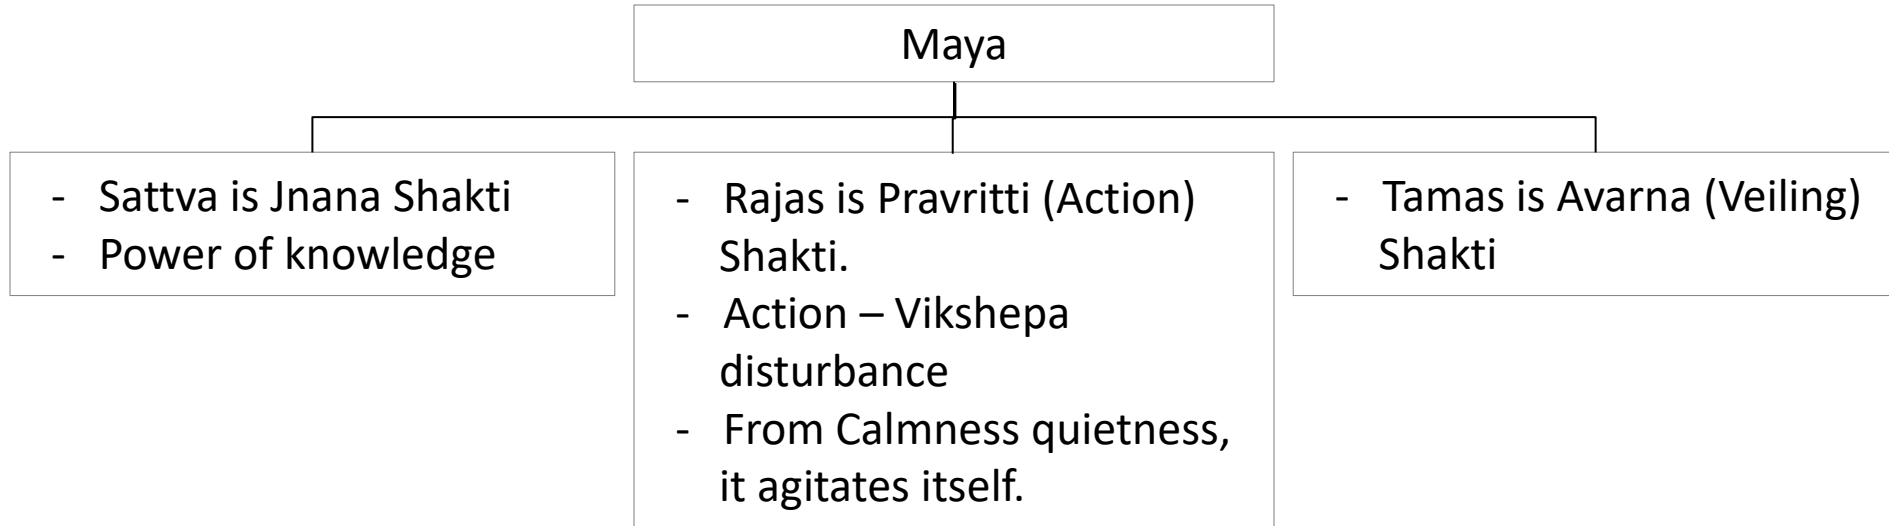 Maya
- Sattva is Jnana Shakti
- Power of knowledge
- Rajas is Pravritti (Action)
Shakti.
- Action – Vikshepa
disturbance
- From Calmness quietness,
it agitates itself.
- Tamas is Avarna (Veiling)
Shakti